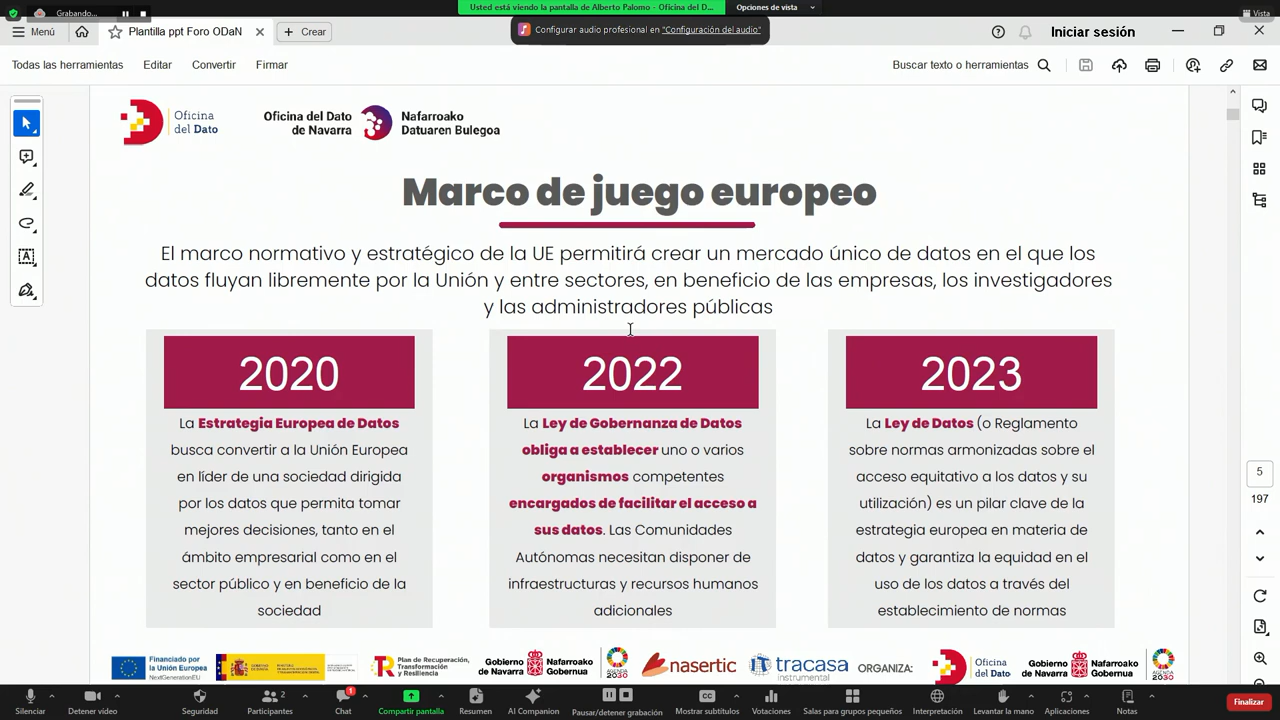 Grabando...
Usted está viendo la pantalla de Alberto Palomo - Oficina del D...
Opciones de vista
Vista
Menú
Plantilla ppt Foro ODaN
Crear
Configurar audio profesional en "Configuración del audio"
Iniciar sesión
Todas las herramientas
Editar
Convertir
Firmar
Buscar texto o herramientas
Oficina del Dato
Oficina del Dato de Navarra
Nafarroako Datuaren Bulegoa
Marco de juego europeo
El marco normativo y estratégico de la UE permitirá crear un mercado único de datos en el que los
datos fluyan libremente por la Unión y entre sectores, en beneficio de las empresas, los investigadores
y las administradores públicas
2020
La Estrategia Europea de Datos
busca convertir a la Unión Europea
en líder de una sociedad dirigida
por los datos que permita tomar
mejores decisiones, tanto en el
ámbito empresarial como en el
sector público y en beneficio de la
sociedad
2022
La Ley de Gobernanza de Datos
obliga a establecer uno o varios
organismos competentes
encargados de facilitar el acceso a
sus datos. Las Comunidades
Autónomas necesitan disponer de
infraestructuras y recursos humanos
adicionales
2023
La Ley de Datos (o Reglamento
sobre normas armonizadas sobre el
acceso equitativo a los datos y su
utilización) es un pilar clave de la
estrategia europea en materia de
datos y garantiza la equidad en el
uso de los datos a través del
establecimiento de normas
5
197
Financiado por
la Unión Europea
NextGenerationEU
Plan de Recuperación,
Transformación
y Resiliencia
Gobierno de Navarra
Nafarroako Gobernua
AGENDA 2030
nasertic
tracasa
instrumental
ORGANIZA:
Oficina del Dato
Gobierno de Navarra
Nafarroako Gobernua
AGENDA 2030
Silenciar
Detener video
Seguridad
Participantes
2
Chat
1
Compartir pantalla
Resumen
AI Companion
Pausar/detener grabación
Mostrar subtítulos
Votaciones
Salas para grupos pequeños
Interpretación
Levantar la mano
Aplicaciones
Notas
Finalizar